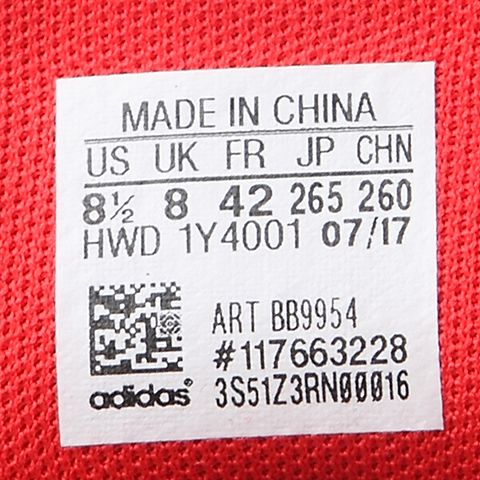 MADE IN CHINA
US UK FR JP CHN
8½ 8 42 265 260
HWD 1Y4001 07/17
ART BB9954
#117663228
adidas® 3S51Z3RN00016